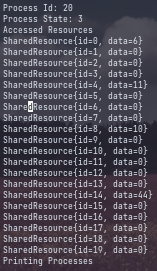 Process Id: 20
Process State: 3
Accessed Resources
SharedResource{id=0, data=6}
SharedResource{id=1, data=0}
SharedResource{id=2, data=0}
SharedResource{id=3, data=0}
SharedResource{id=4, data=11}
SharedResource{id=5, data=0}
SharedResource{id=6, data=0}
SharedResource{id=7, data=0}
SharedResource{id=8, data=10}
SharedResource{id=9, data=0}
SharedResource{id=10, data=0}
SharedResource{id=11, data=0}
SharedResource{id=12, data=0}
SharedResource{id=13, data=0}
SharedResource{id=14, data=44}
SharedResource{id=15, data=0}
SharedResource{id=16, data=0}
SharedResource{id=17, data=0}
SharedResource{id=18, data=0}
SharedResource{id=19, data=0}
Printing Processes